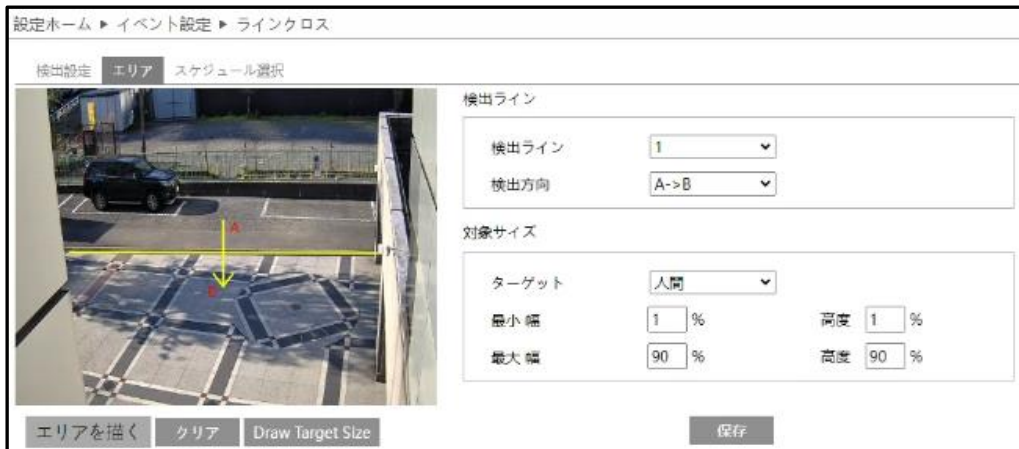 設定ホーム ▶ イベント設定 ▶ ラインクロス
検出設定 エリア スケジュール選択
検出ライン
検出ライン 1
検出方向 A->B
A
B
対象サイズ
ターゲット 人間
最小 幅 1 % 高度 1 %
最大 幅 90 % 高度 90 %
エリアを描く クリア Draw Target Size 保存